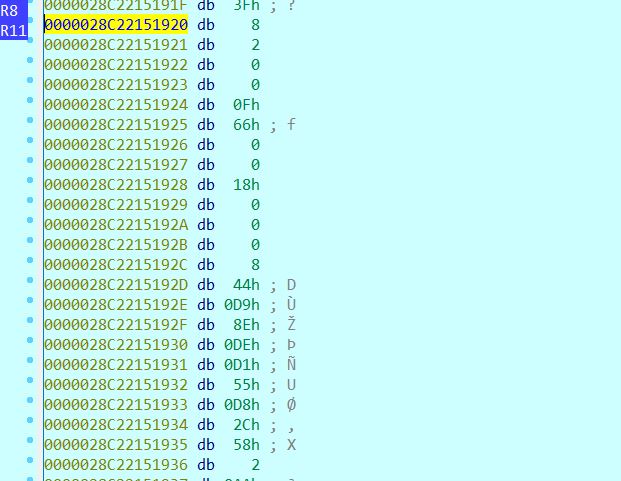 R8
R11
0000028C2215191F db 3Fh ; ?
0000028C22151920 db 8
0000028C22151921 db 2
0000028C22151922 db 0
0000028C22151923 db 0
0000028C22151924 db 0Fh
0000028C22151925 db 66h ; f
0000028C22151926 db 0
0000028C22151927 db 0
0000028C22151928 db 18h
0000028C22151929 db 0
0000028C2215192A db 0
0000028C2215192B db 0
0000028C2215192C db 8
0000028C2215192D db 44h ; D
0000028C2215192E db 0D9h ; Ù
0000028C2215192F db 8Eh ; Ž
0000028C22151930 db 0DEh ; Þ
0000028C22151931 db 0D1h ; Ñ
0000028C22151932 db 55h ; U
0000028C22151933 db 0D8h ; Ø
0000028C22151934 db 2Ch ; ,
0000028C22151935 db 58h ; X
0000028C22151936 db 2